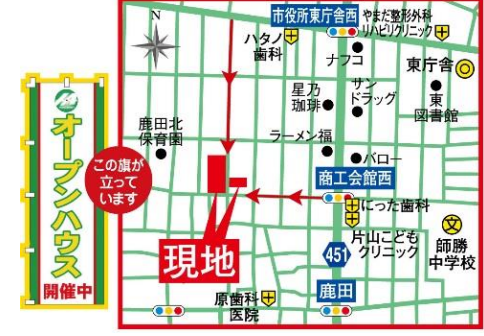 N
市役所東庁舎西
やまだ整形外科
リハビリクリニック
ハタノ
歯科
ナフコ
東庁舎
星乃
珈琲
サン
ドラッグ
東
図書館
鹿田北
保育園
ラーメン福
バロー
商工会館西
にった歯科
片山こども
クリニック
文
師勝
中学校
451
現地
鹿田
原歯科
医院
オープンハウス
開催中
この旗が
立って
います